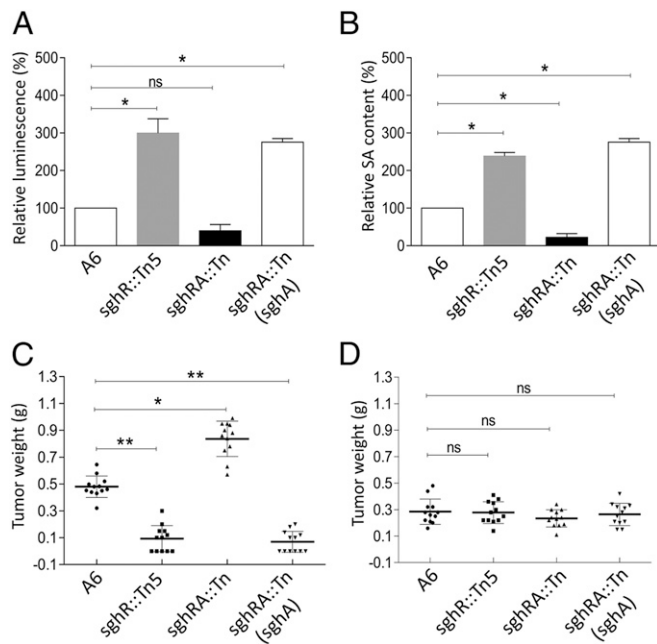 A
Relative luminescence (%)
500
400
300
200
100
0
*
ns
*
A6
sghR::Tn5
sghRA::Tn
sghRA::Tn
(sghA)
B
Relative SA content (%)
500
400
300
200
100
0
*
*
*
A6
sghR::Tn5
sghRA::Tn
sghRA::Tn
(sghA)
C
Tumor weight (g)
1.3
1.1
0.9
0.7
0.5
0.3
0.1
-0.1
**
*
**
A6
sghR::Tn5
sghRA::Tn
sghRA::Tn
(sghA)
D
Tumor weight (g)
1.3
1.1
0.9
0.7
0.5
0.3
0.1
-0.1
ns
ns
ns
A6
sghR::Tn5
sghRA::Tn
sghRA::Tn
(sghA)